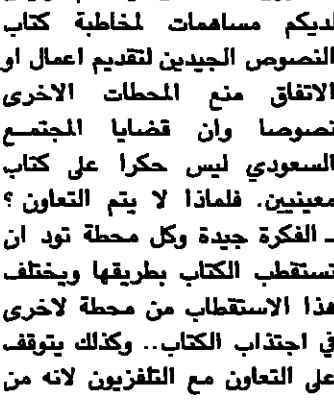 لديكم مساهمات لمخاطبة كتاب
النصوص الجيدين لتقديم اعمال او
الاتفاق منع المحطات الاخرى
تصوصا وان قضايا المجتمع
السعودي ليس حكرا على كتاب
معينيين. فلماذا لا يتم التعاون ؟
ـ الفكرة جيدة وكل محطة تود ان
تستقطب الكتاب بطريقها ويختلف
هذا الاستقطاب من محطة لاخرى
في اجتذاب الكتاب.. وكذلك يتوقف
على التعاون مع التلفزيون لانه من